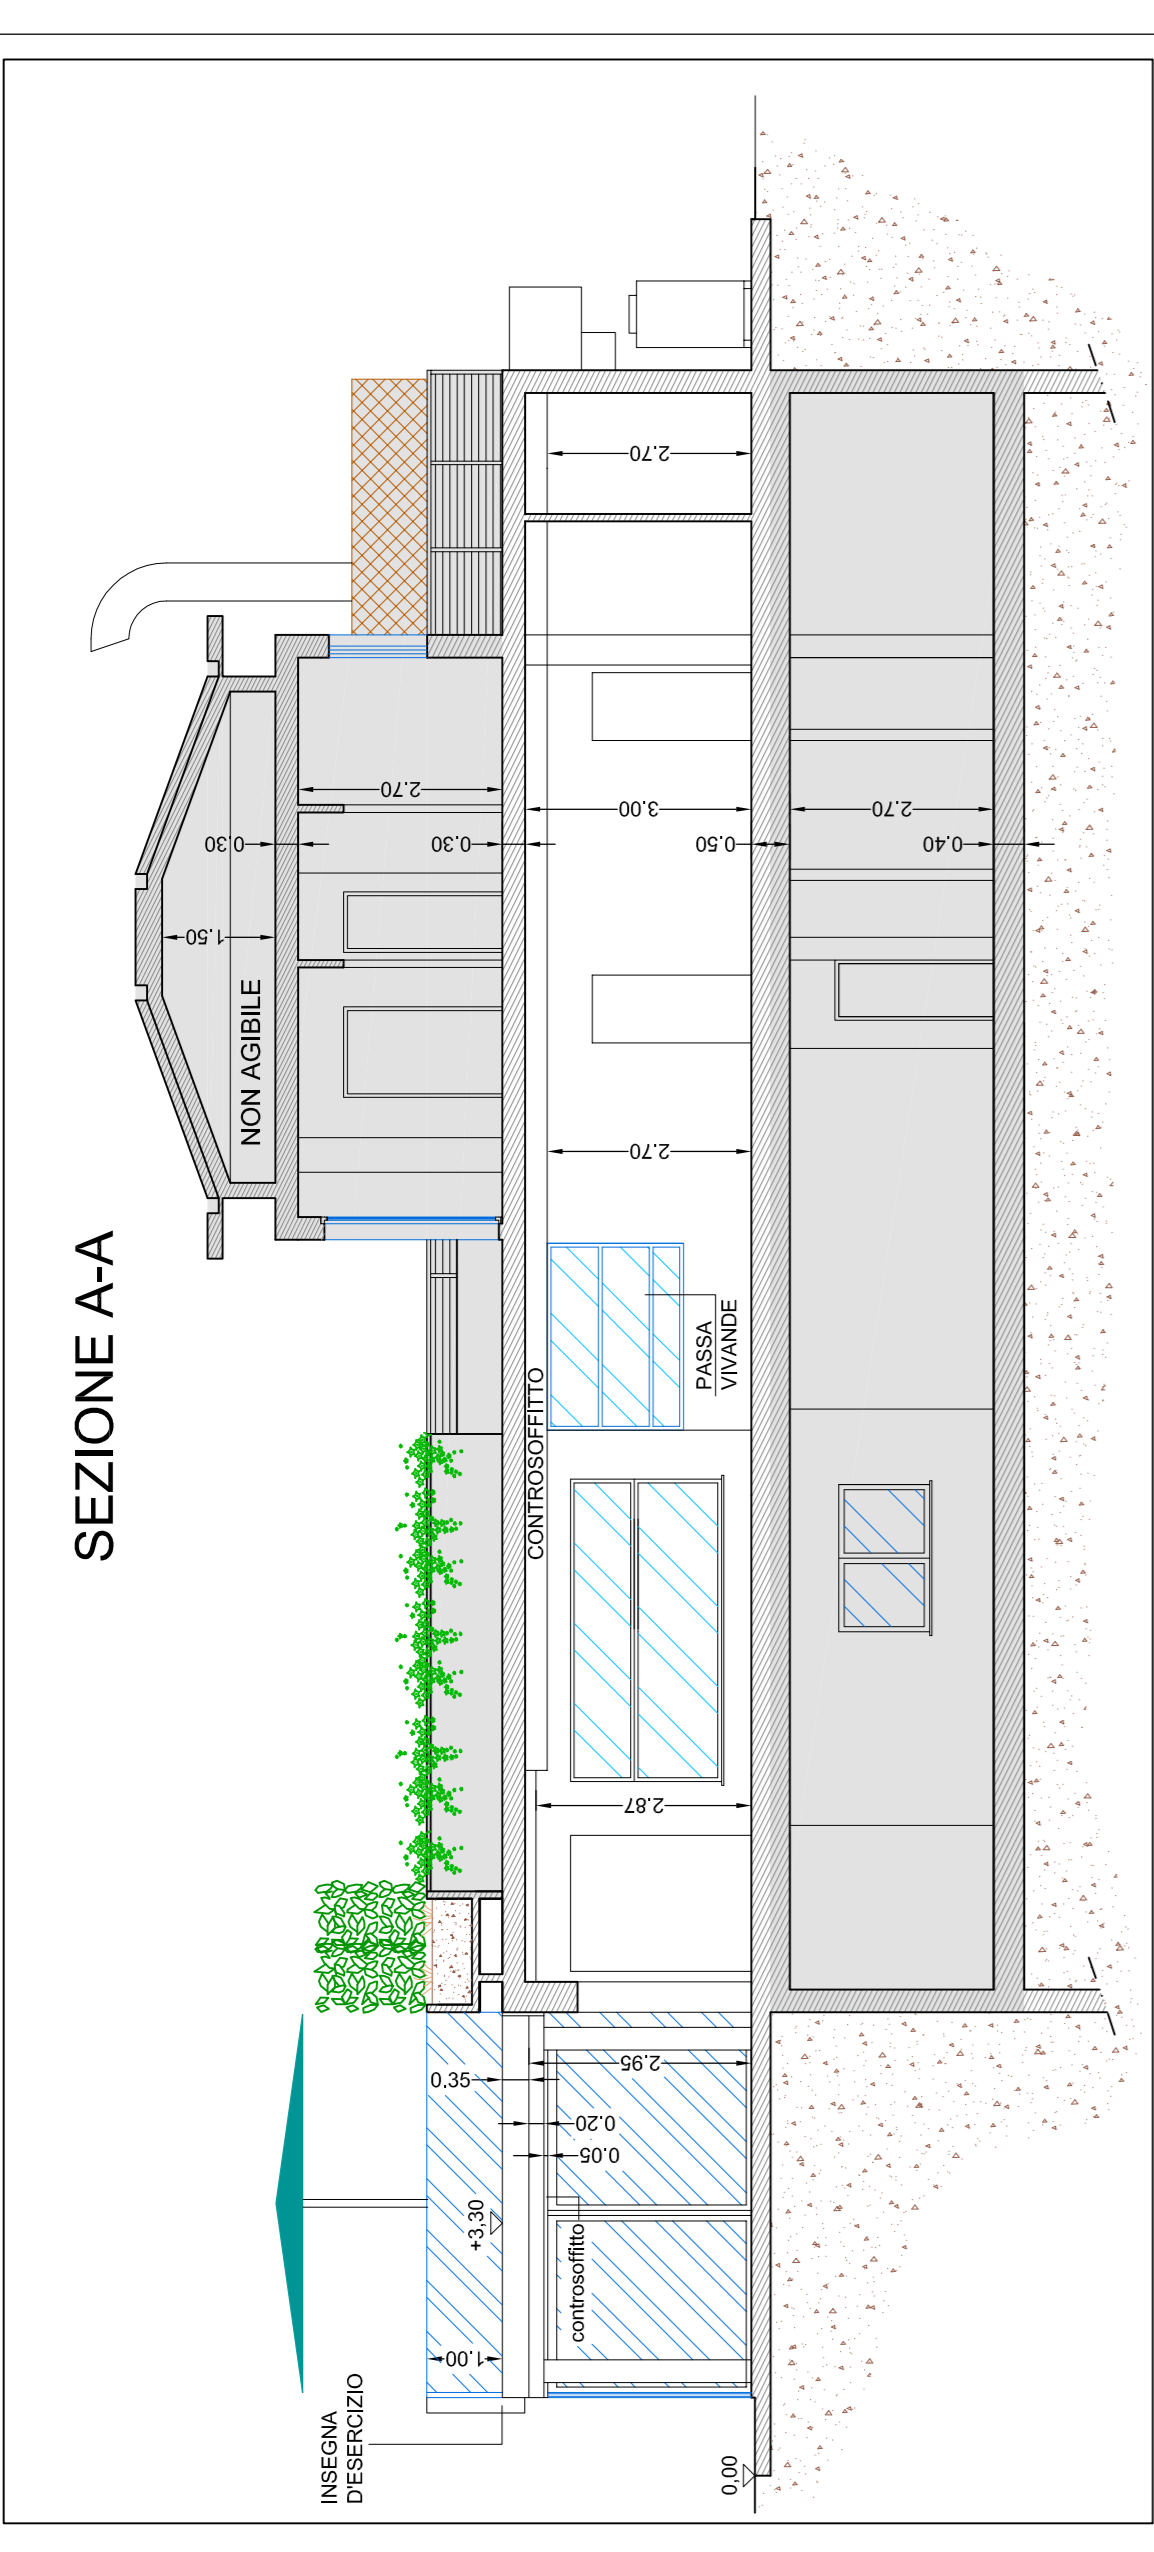 SEZIONE A-A
1.50
0.30
NON AGIBILE
2.70
0.30
2.70
3.00
0.50
2.70
0.40
2.70
CONTROSOFFITTO
PASSA
VIVANDE
2.87
2.95
0.35
0.20
0.05
+3,30
controsoffitto
1.00
INSEGNA
D'ESERCIZIO
0,00